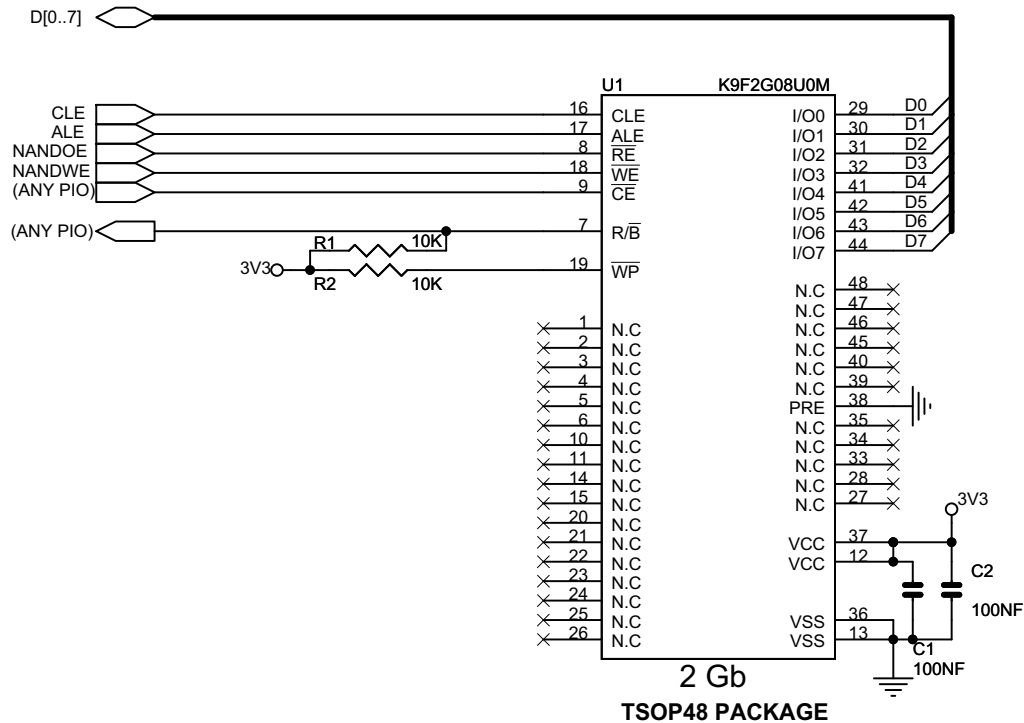 D[0..7]
U1 K9F2G08U0M
CLE 16 CLE I/O0 29 D0
ALE 17 ALE I/O1 30 D1
NANDOE 8 RE I/O2 31 D2
NANDWE 18 WE I/O3 32 D3
(ANY PIO) 9 CE I/O4 41 D4
I/O5 42 D5
(ANY PIO) 7 R/B I/O6 43 D6
R1 10K I/O7 44 D7
3V3 19 WP
R2 10K
N.C 48
N.C 47
1 N.C N.C 46
2 N.C N.C 45
3 N.C N.C 40
4 N.C N.C 39
5 N.C PRE 38
6 N.C N.C 35
10 N.C N.C 34
11 N.C N.C 33
14 N.C N.C 28
15 N.C N.C 27
3V3
20 N.C
21 N.C VCC 37
22 N.C VCC 12
23 N.C C2
24 N.C 100NF
25 N.C VSS 36
26 N.C VSS 13
C1
100NF
2 Gb
TSOP48 PACKAGE